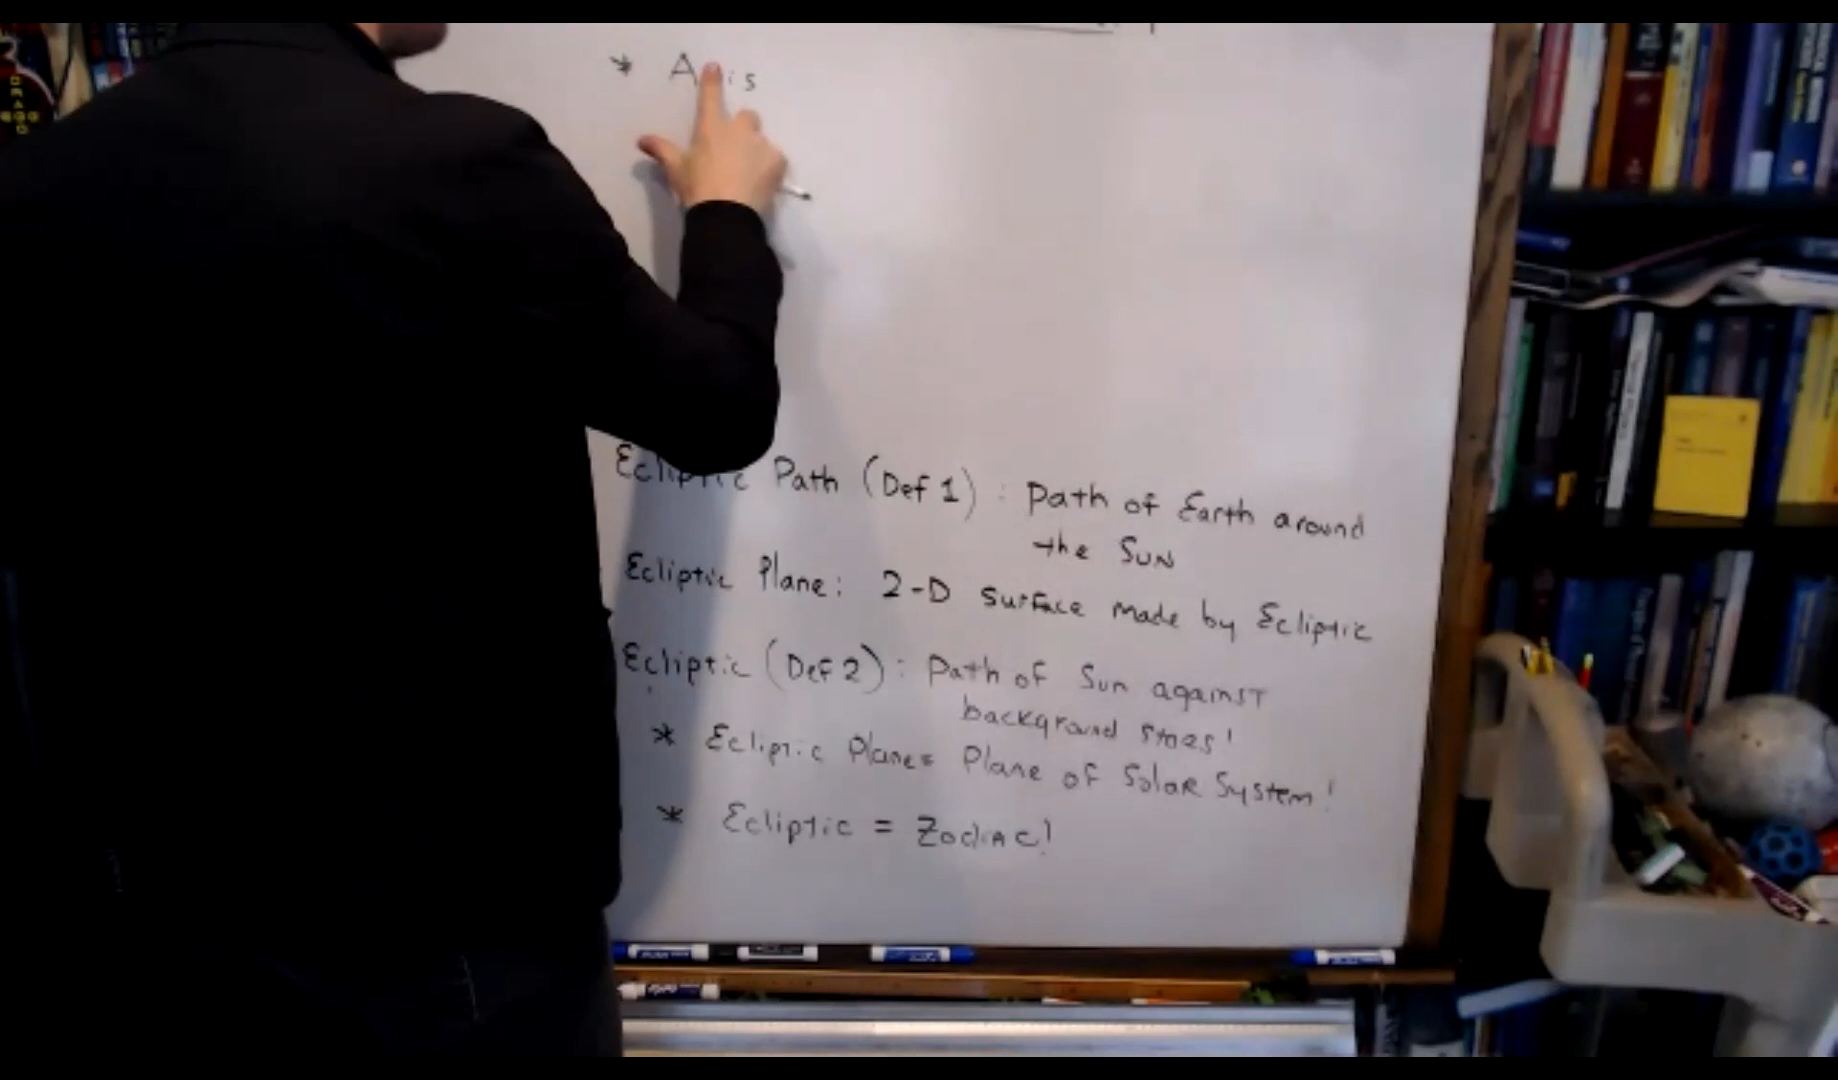 * A is
Ecliptic Path (Def 1) : Path of Earth around
the Sun
Ecliptic Plane: 2-D Surface made by Ecliptic
Ecliptic (Def 2) : Path of Sun against
background stars!
* Ecliptic Plane = Plane of Solar System!
* Ecliptic = Zodiac!